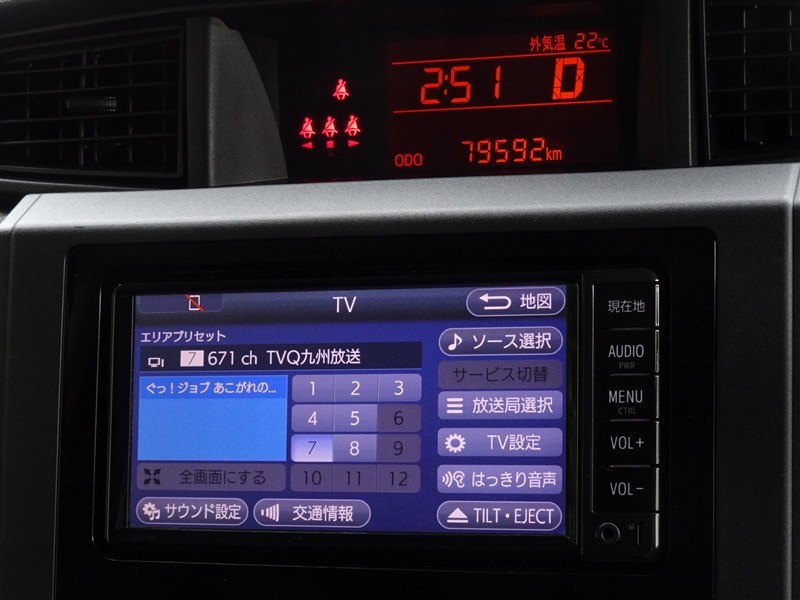 外気温 22℃
2:51 D
ODO 79592km
TV
地図
現在地
エリアプリセット
7 671 ch TVQ九州放送
ソース選択
AUDIO
PWR
ぐっ！ジョブ あこがれの...
1 2 3
サービス切替
MENU
CTRL
4 5 6
放送局選択
7 8 9
TV設定
VOL+
全画面にする
10 11 12
はっきり音声
VOL-
サウンド設定
交通情報
TILT・EJECT